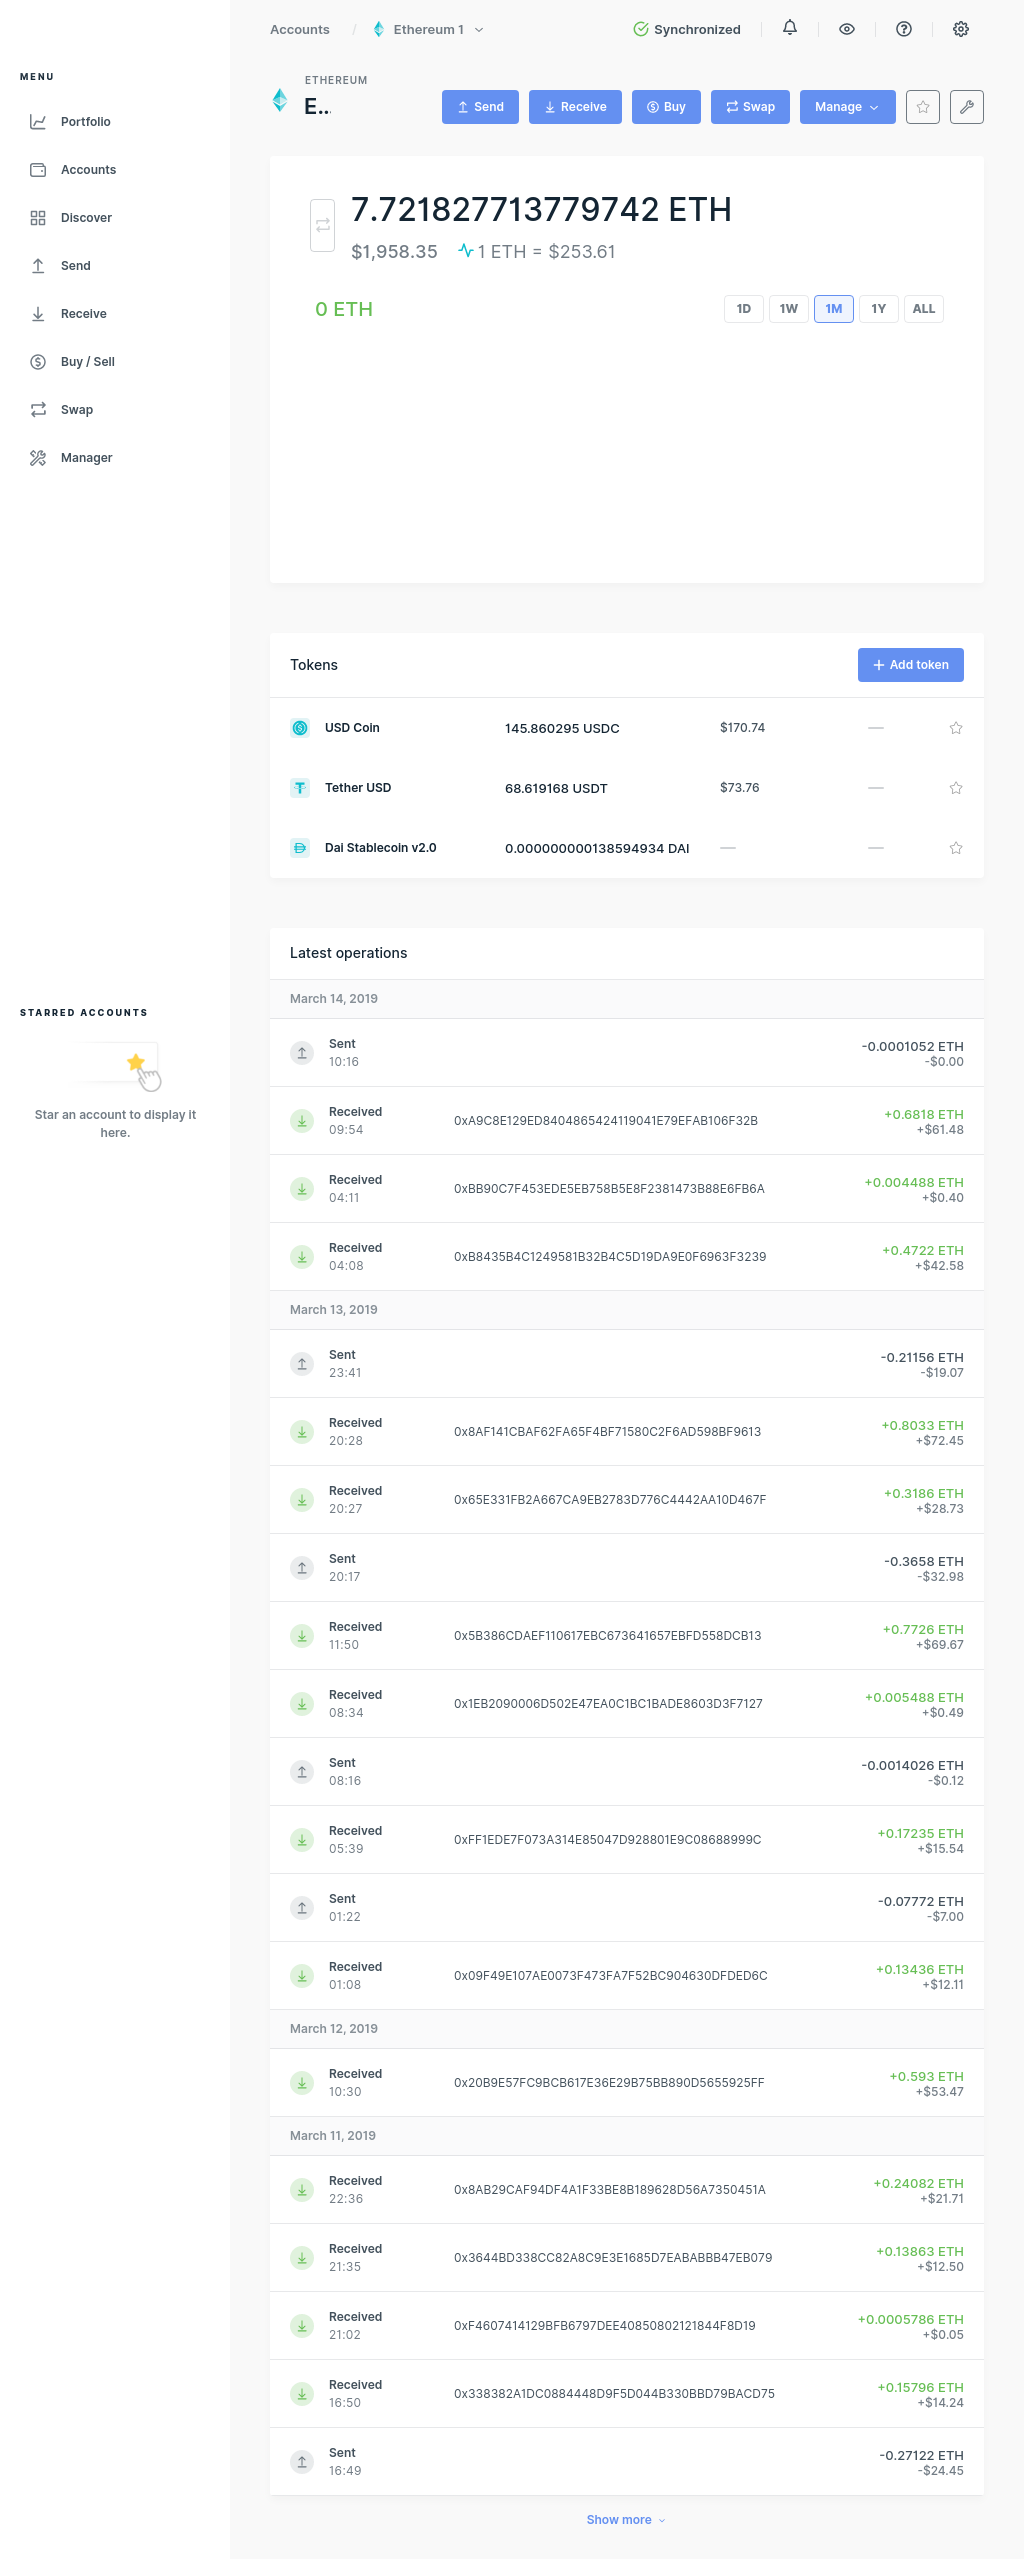 Accounts / Ethereum 1 Synchronized
MENU
Portfolio
Accounts
Discover
Send
Receive
Buy / Sell
Swap
Manager
STARRED ACCOUNTS
Star an account to display it
here.
ETHEREUM
E...
Send Receive Buy Swap Manage
7.721827713779742 ETH
$1,958.35 1 ETH = $253.61
0 ETH 1D 1W 1M 1Y ALL
Tokens Add token
USD Coin 145.860295 USDC $170.74 —
Tether USD 68.619168 USDT $73.76 —
Dai Stablecoin v2.0 0.000000000138594934 DAI — —
Latest operations
March 14, 2019
Sent -0.0001052 ETH
10:16 -$0.00
Received 0xA9C8E129ED8404865424119041E79EFAB106F32B +0.6818 ETH
09:54 +$61.48
Received 0xBB90C7F453EDE5EB758B5E8F2381473B88E6FB6A +0.004488 ETH
04:11 +$0.40
Received 0xB8435B4C1249581B32B4C5D19DA9E0F6963F3239 +0.4722 ETH
04:08 +$42.58
March 13, 2019
Sent -0.21156 ETH
23:41 -$19.07
Received 0x8AF141CBAF62FA65F4BF71580C2F6AD598BF9613 +0.8033 ETH
20:28 +$72.45
Received 0x65E331FB2A667CA9EB2783D776C4442AA10D467F +0.3186 ETH
20:27 +$28.73
Sent -0.3658 ETH
20:17 -$32.98
Received 0x5B386CDAEF110617EBC673641657EBFD558DCB13 +0.7726 ETH
11:50 +$69.67
Received 0x1EB2090006D502E47EA0C1BC1BADE8603D3F7127 +0.005488 ETH
08:34 +$0.49
Sent -0.0014026 ETH
08:16 -$0.12
Received 0xFF1EDE7F073A314E85047D928801E9C08688999C +0.17235 ETH
05:39 +$15.54
Sent -0.07772 ETH
01:22 -$7.00
Received 0x09F49E107AE0073F473FA7F52BC904630DFDED6C +0.13436 ETH
01:08 +$12.11
March 12, 2019
Received 0x20B9E57FC9BCB617E36E29B75BB890D5655925FF +0.593 ETH
10:30 +$53.47
March 11, 2019
Received 0x8AB29CAF94DF4A1F33BE8B189628D56A7350451A +0.24082 ETH
22:36 +$21.71
Received 0x3644BD338CC82A8C9E3E1685D7EABABBB47EB079 +0.13863 ETH
21:35 +$12.50
Received 0xF4607414129BFB6797DEE40850802121844F8D19 +0.0005786 ETH
21:02 +$0.05
Received 0x338382A1DC0884448D9F5D044B330BBD79BACD75 +0.15796 ETH
16:50 +$14.24
Sent -0.27122 ETH
16:49 -$24.45
Show more